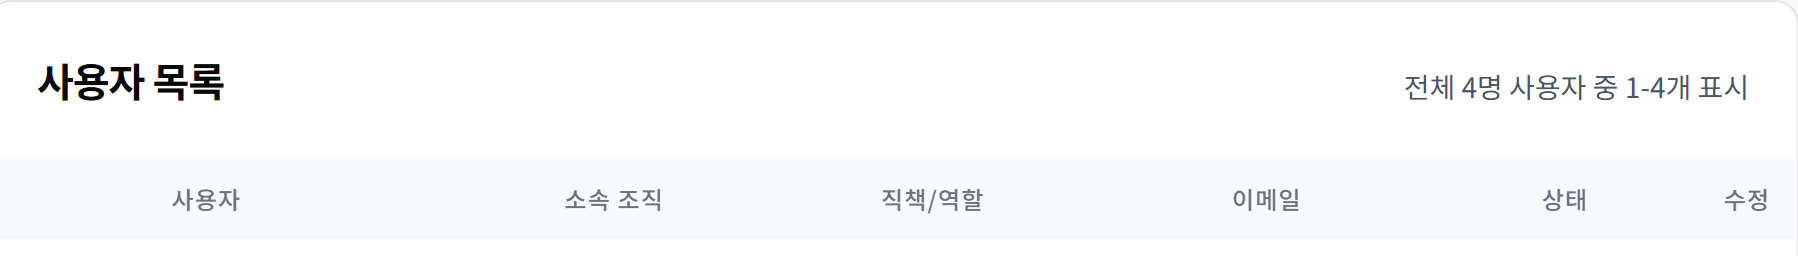 사용자 목록
전체 4명 사용자 중 1-4개 표시
사용자 소속 조직 직책/역할 이메일 상태 수정